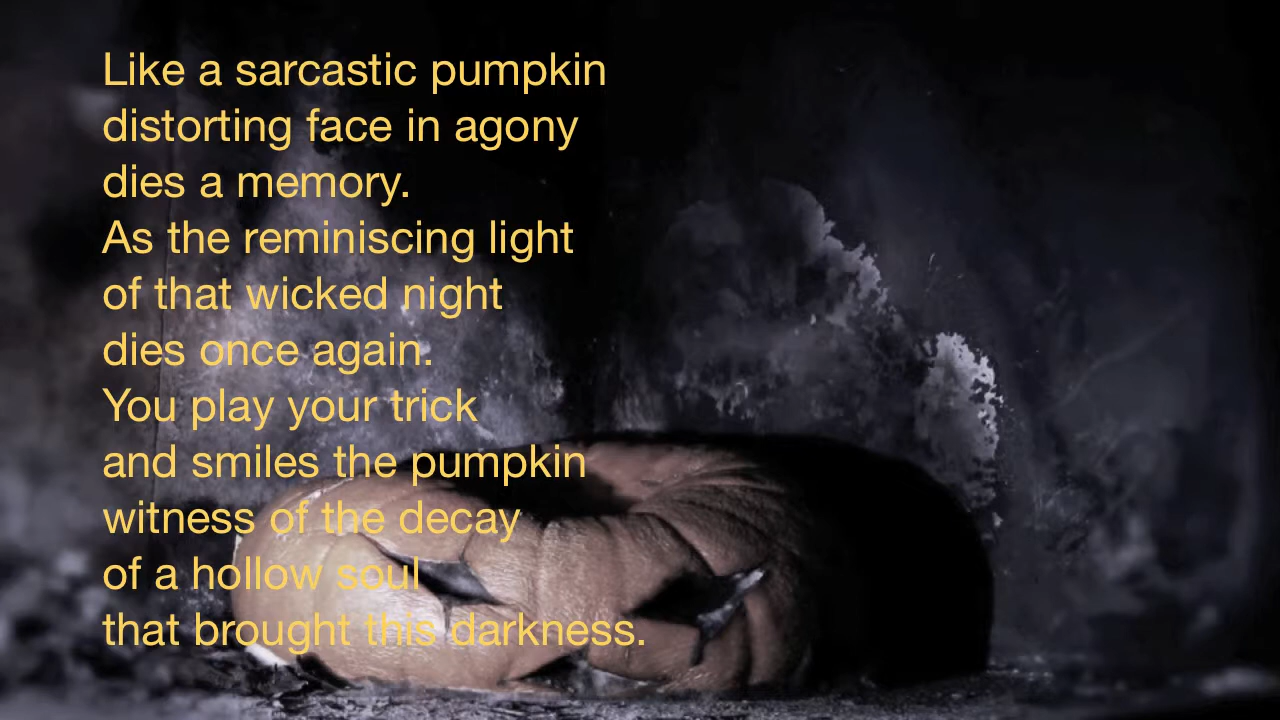 Like a sarcastic pumpkin
distorting face in agony
dies a memory.
As the reminiscing light
of that wicked night
dies once again.
You play your trick
and smiles the pumpkin
witness of the decay
of a hollow soul
that brought this darkness.